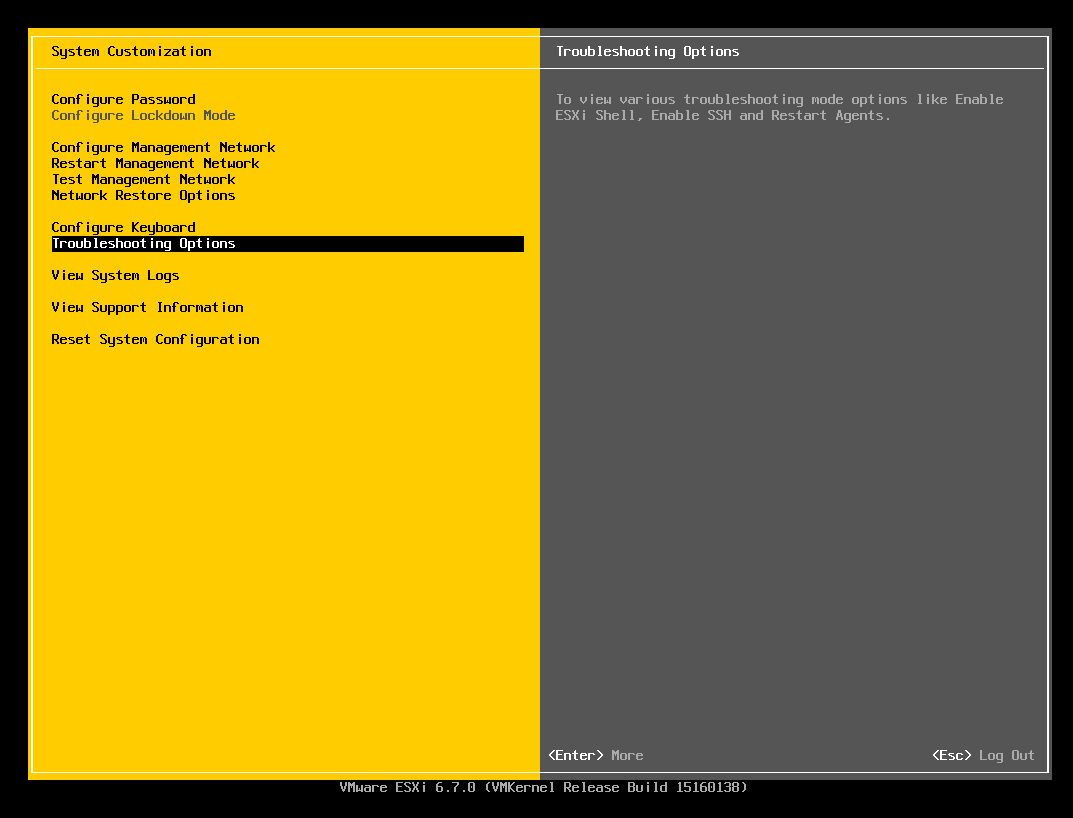 System Customization
Troubleshooting Options
Configure Password
Configure Lockdown Mode
Configure Management Network
Restart Management Network
Test Management Network
Network Restore Options
Configure Keyboard
Troubleshooting Options
View System Logs
View Support Information
Reset System Configuration
To view various troubleshooting mode options like Enable
ESXi Shell, Enable SSH and Restart Agents.
<Enter> More
<Esc> Log Out
VMware ESXi 6.7.0 (VMKernel Release Build 15160138)